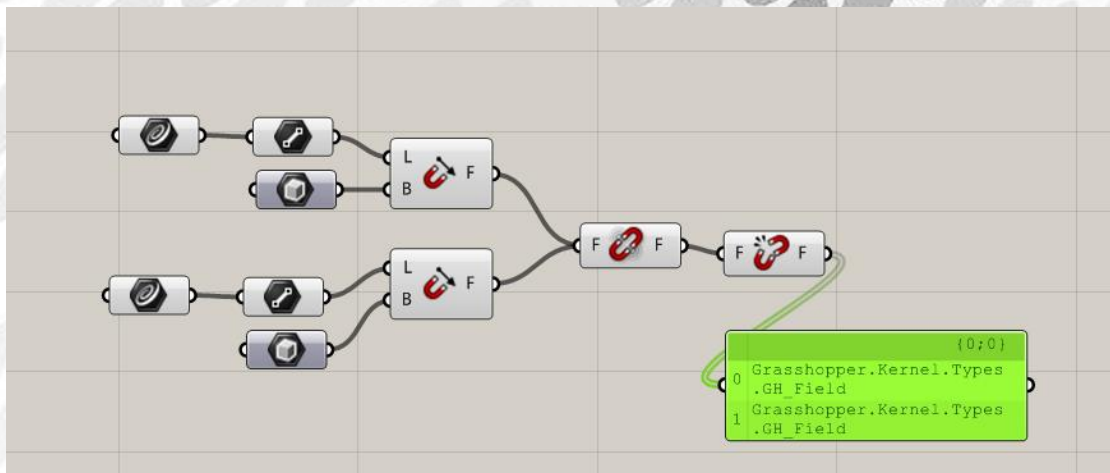 L
B
F
L
B
F
F F
F F
{0;0}
0 Grasshopper.Kernel.Types
.GH_Field
1 Grasshopper.Kernel.Types
.GH_Field